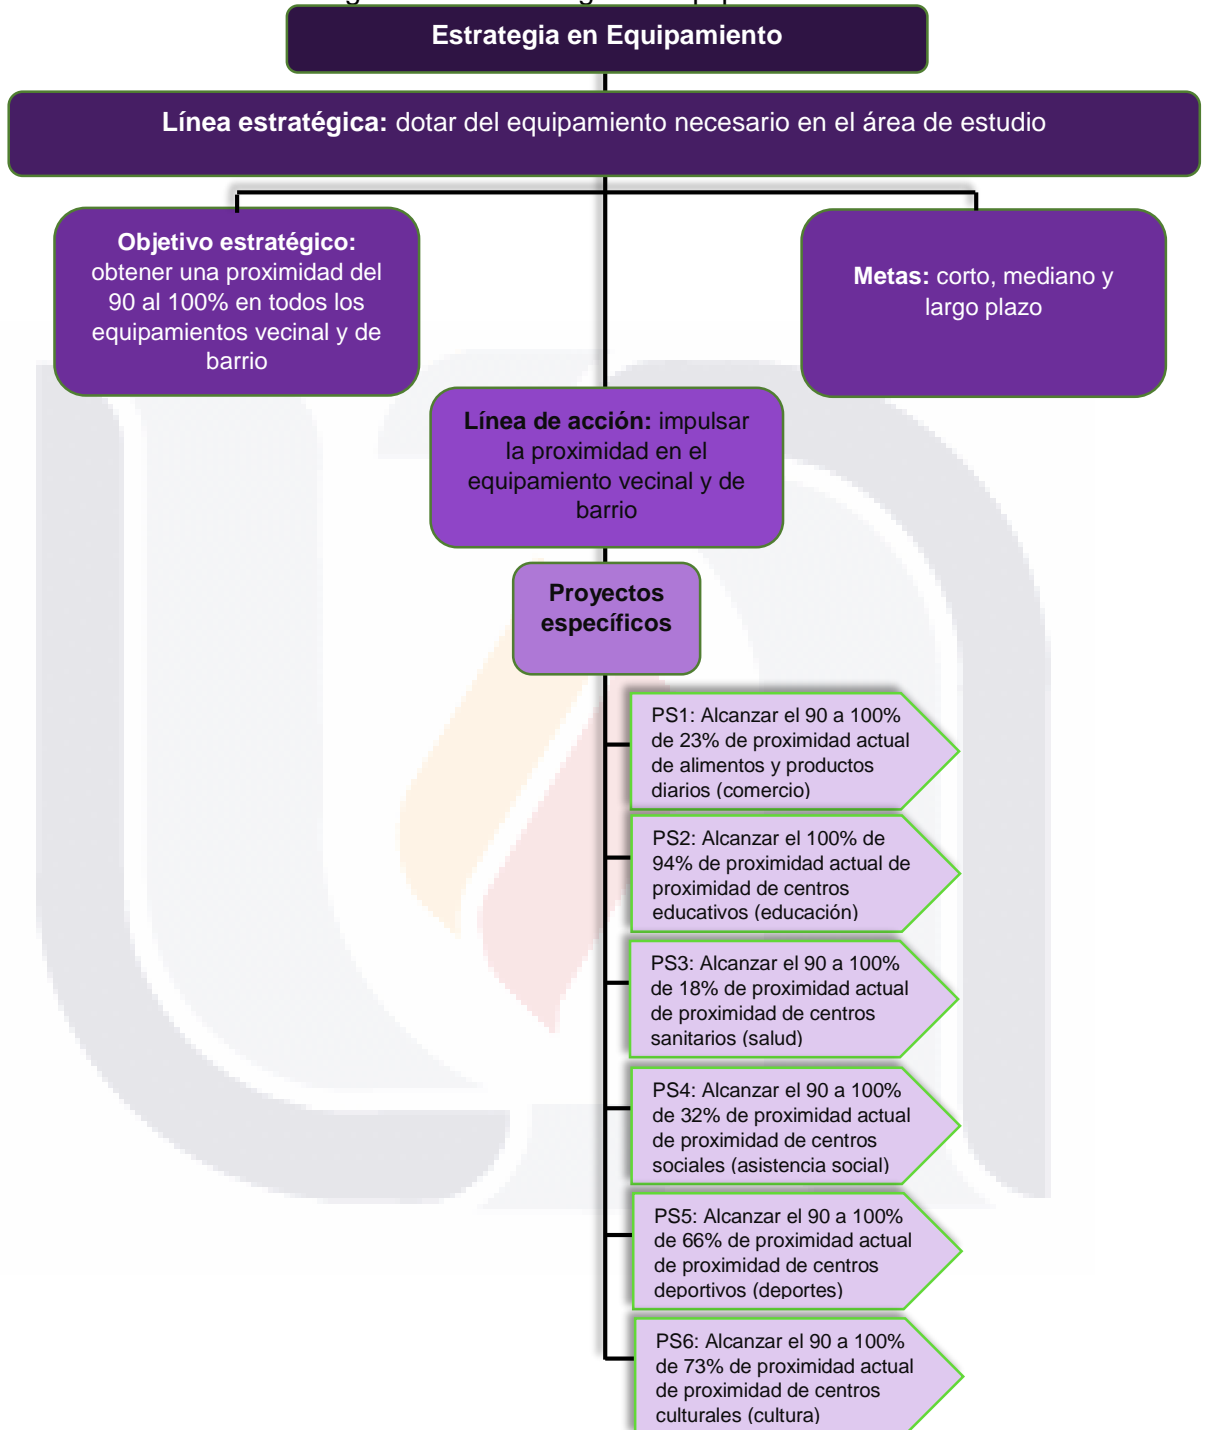 Estrategia en Equipamiento
Línea estratégica: dotar del equipamiento necesario en el área de estudio
Objetivo estratégico:
obtener una proximidad del
90 al 100% en todos los
equipamientos vecinal y de
barrio
Metas: corto, mediano y
largo plazo
Línea de acción: impulsar
la proximidad en el
equipamiento vecinal y de
barrio
Proyectos
específicos
PS1: Alcanzar el 90 a 100%
de 23% de proximidad actual
de alimentos y productos
diarios (comercio)
PS2: Alcanzar el 100% de
94% de proximidad actual de
proximidad de centros
educativos (educación)
PS3: Alcanzar el 90 a 100%
de 18% de proximidad actual
de proximidad de centros
sanitarios (salud)
PS4: Alcanzar el 90 a 100%
de 32% de proximidad actual
de proximidad de centros
sociales (asistencia social)
PS5: Alcanzar el 90 a 100%
de 66% de proximidad actual
de proximidad de centros
deportivos (deportes)
PS6: Alcanzar el 90 a 100%
de 73% de proximidad actual
de proximidad de centros
culturales (cultura)